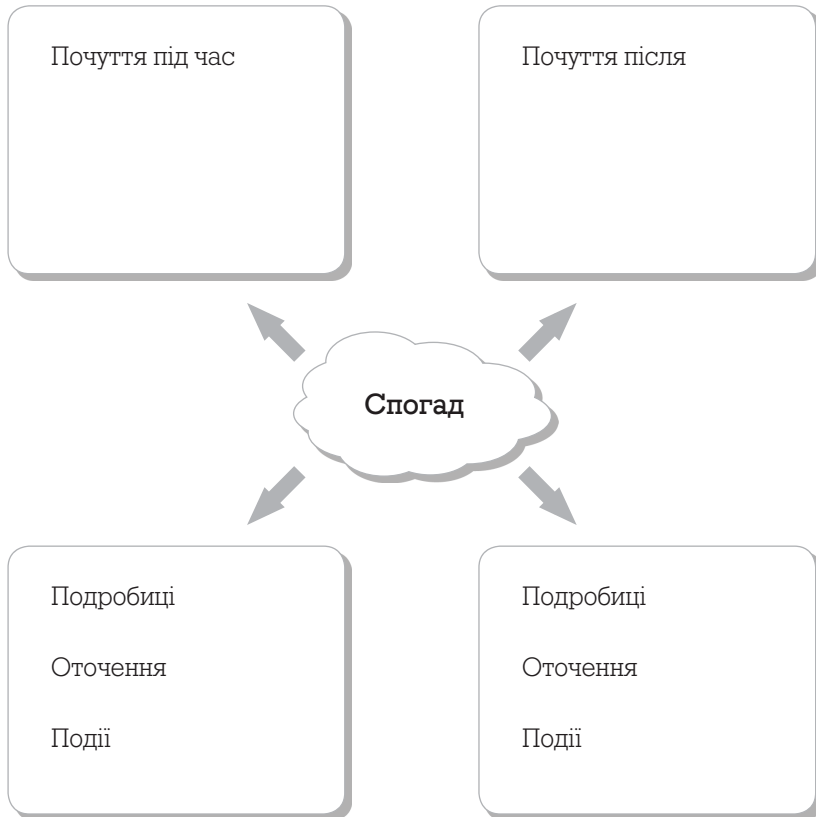 Почуття під час
Почуття після
Спогад
Подробиці
Оточення
Події
Подробиці
Оточення
Події